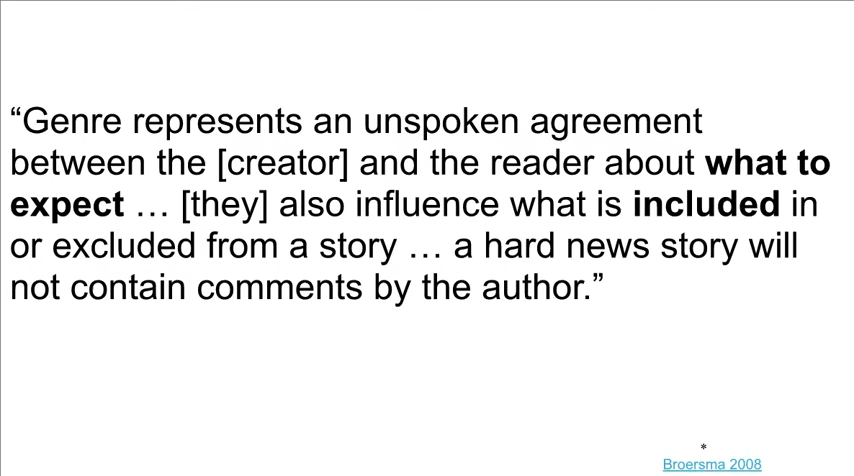 “Genre represents an unspoken agreement
between the [creator] and the reader about what to
expect … [they] also influence what is included in
or excluded from a story … a hard news story will
not contain comments by the author.”
*
Broersma 2008